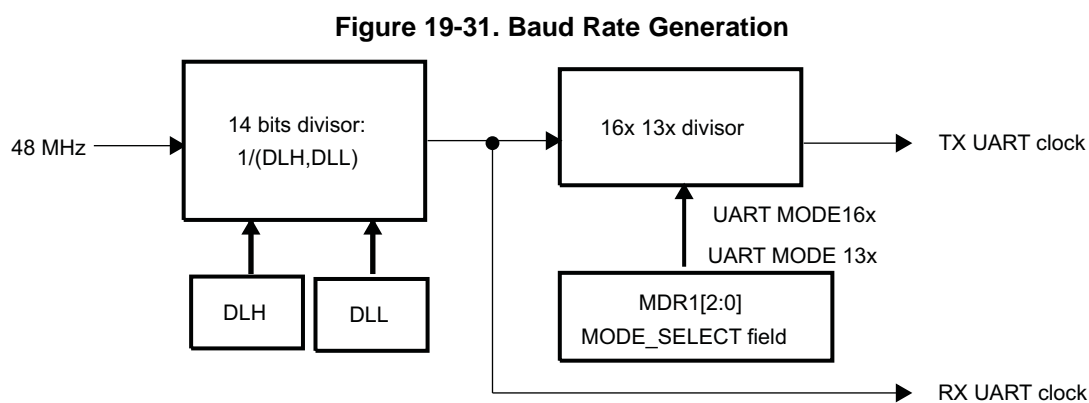 Figure 19-31. Baud Rate Generation
48 MHz
14 bits divisor:
1/(DLH,DLL)
16x 13x divisor
TX UART clock
UART MODE16x
UART MODE 13x
DLH
DLL
MDR1[2:0]
MODE_SELECT field
RX UART clock